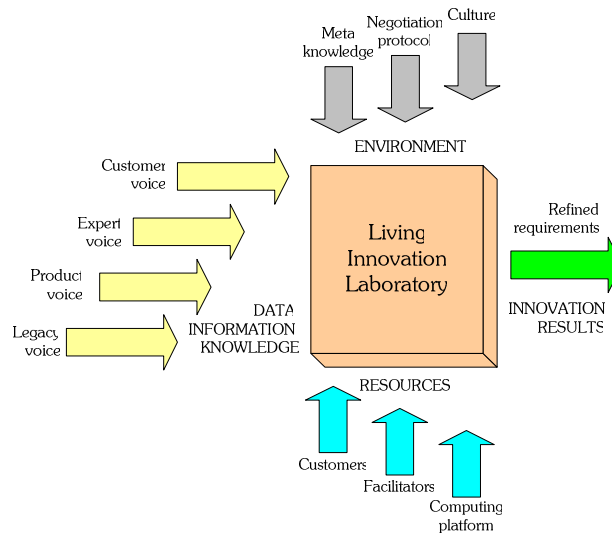 Meta
knowledge
Negotiation
protocol
Culture
ENVIRONMENT
Customer
voice
Expert
voice
Product
voice
Legacy
voice
DATA
INFORMATION
KNOWLEDGE
Living
Innovation
Laboratory
Refined
requirements
INNOVATION
RESULTS
RESOURCES
Customers
Facilitators
Computing
platform